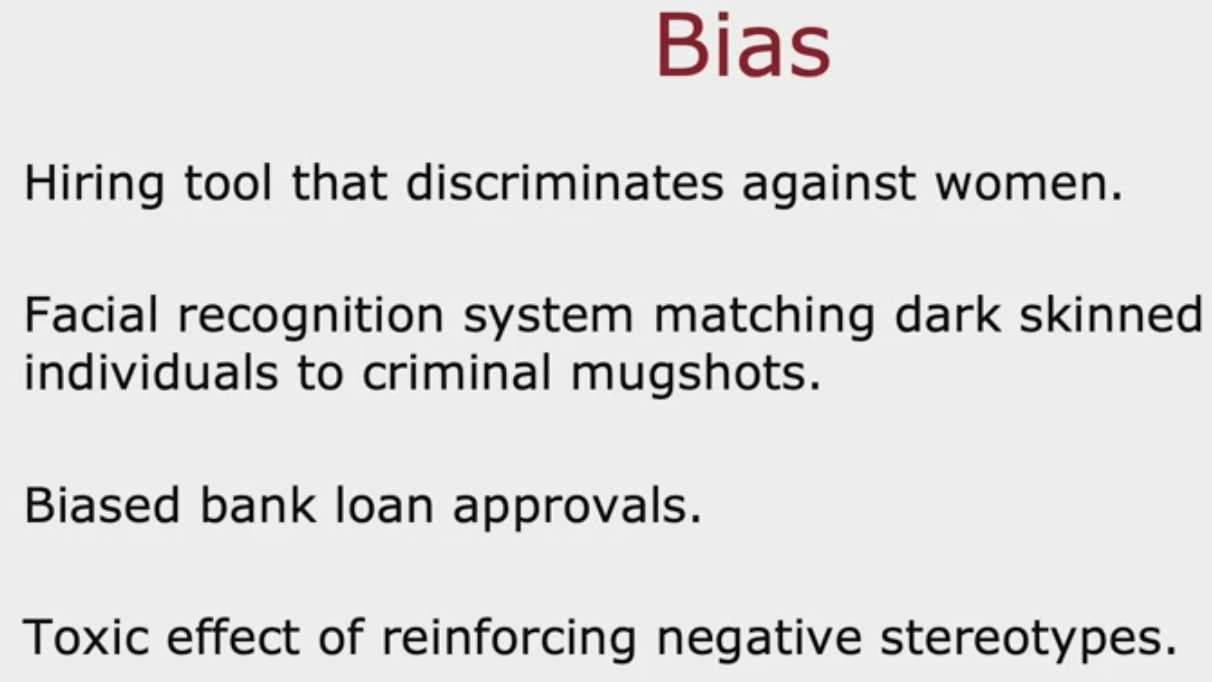 Bias
Hiring tool that discriminates against women.
Facial recognition system matching dark skinned
individuals to criminal mugshots.
Biased bank loan approvals.
Toxic effect of reinforcing negative stereotypes.